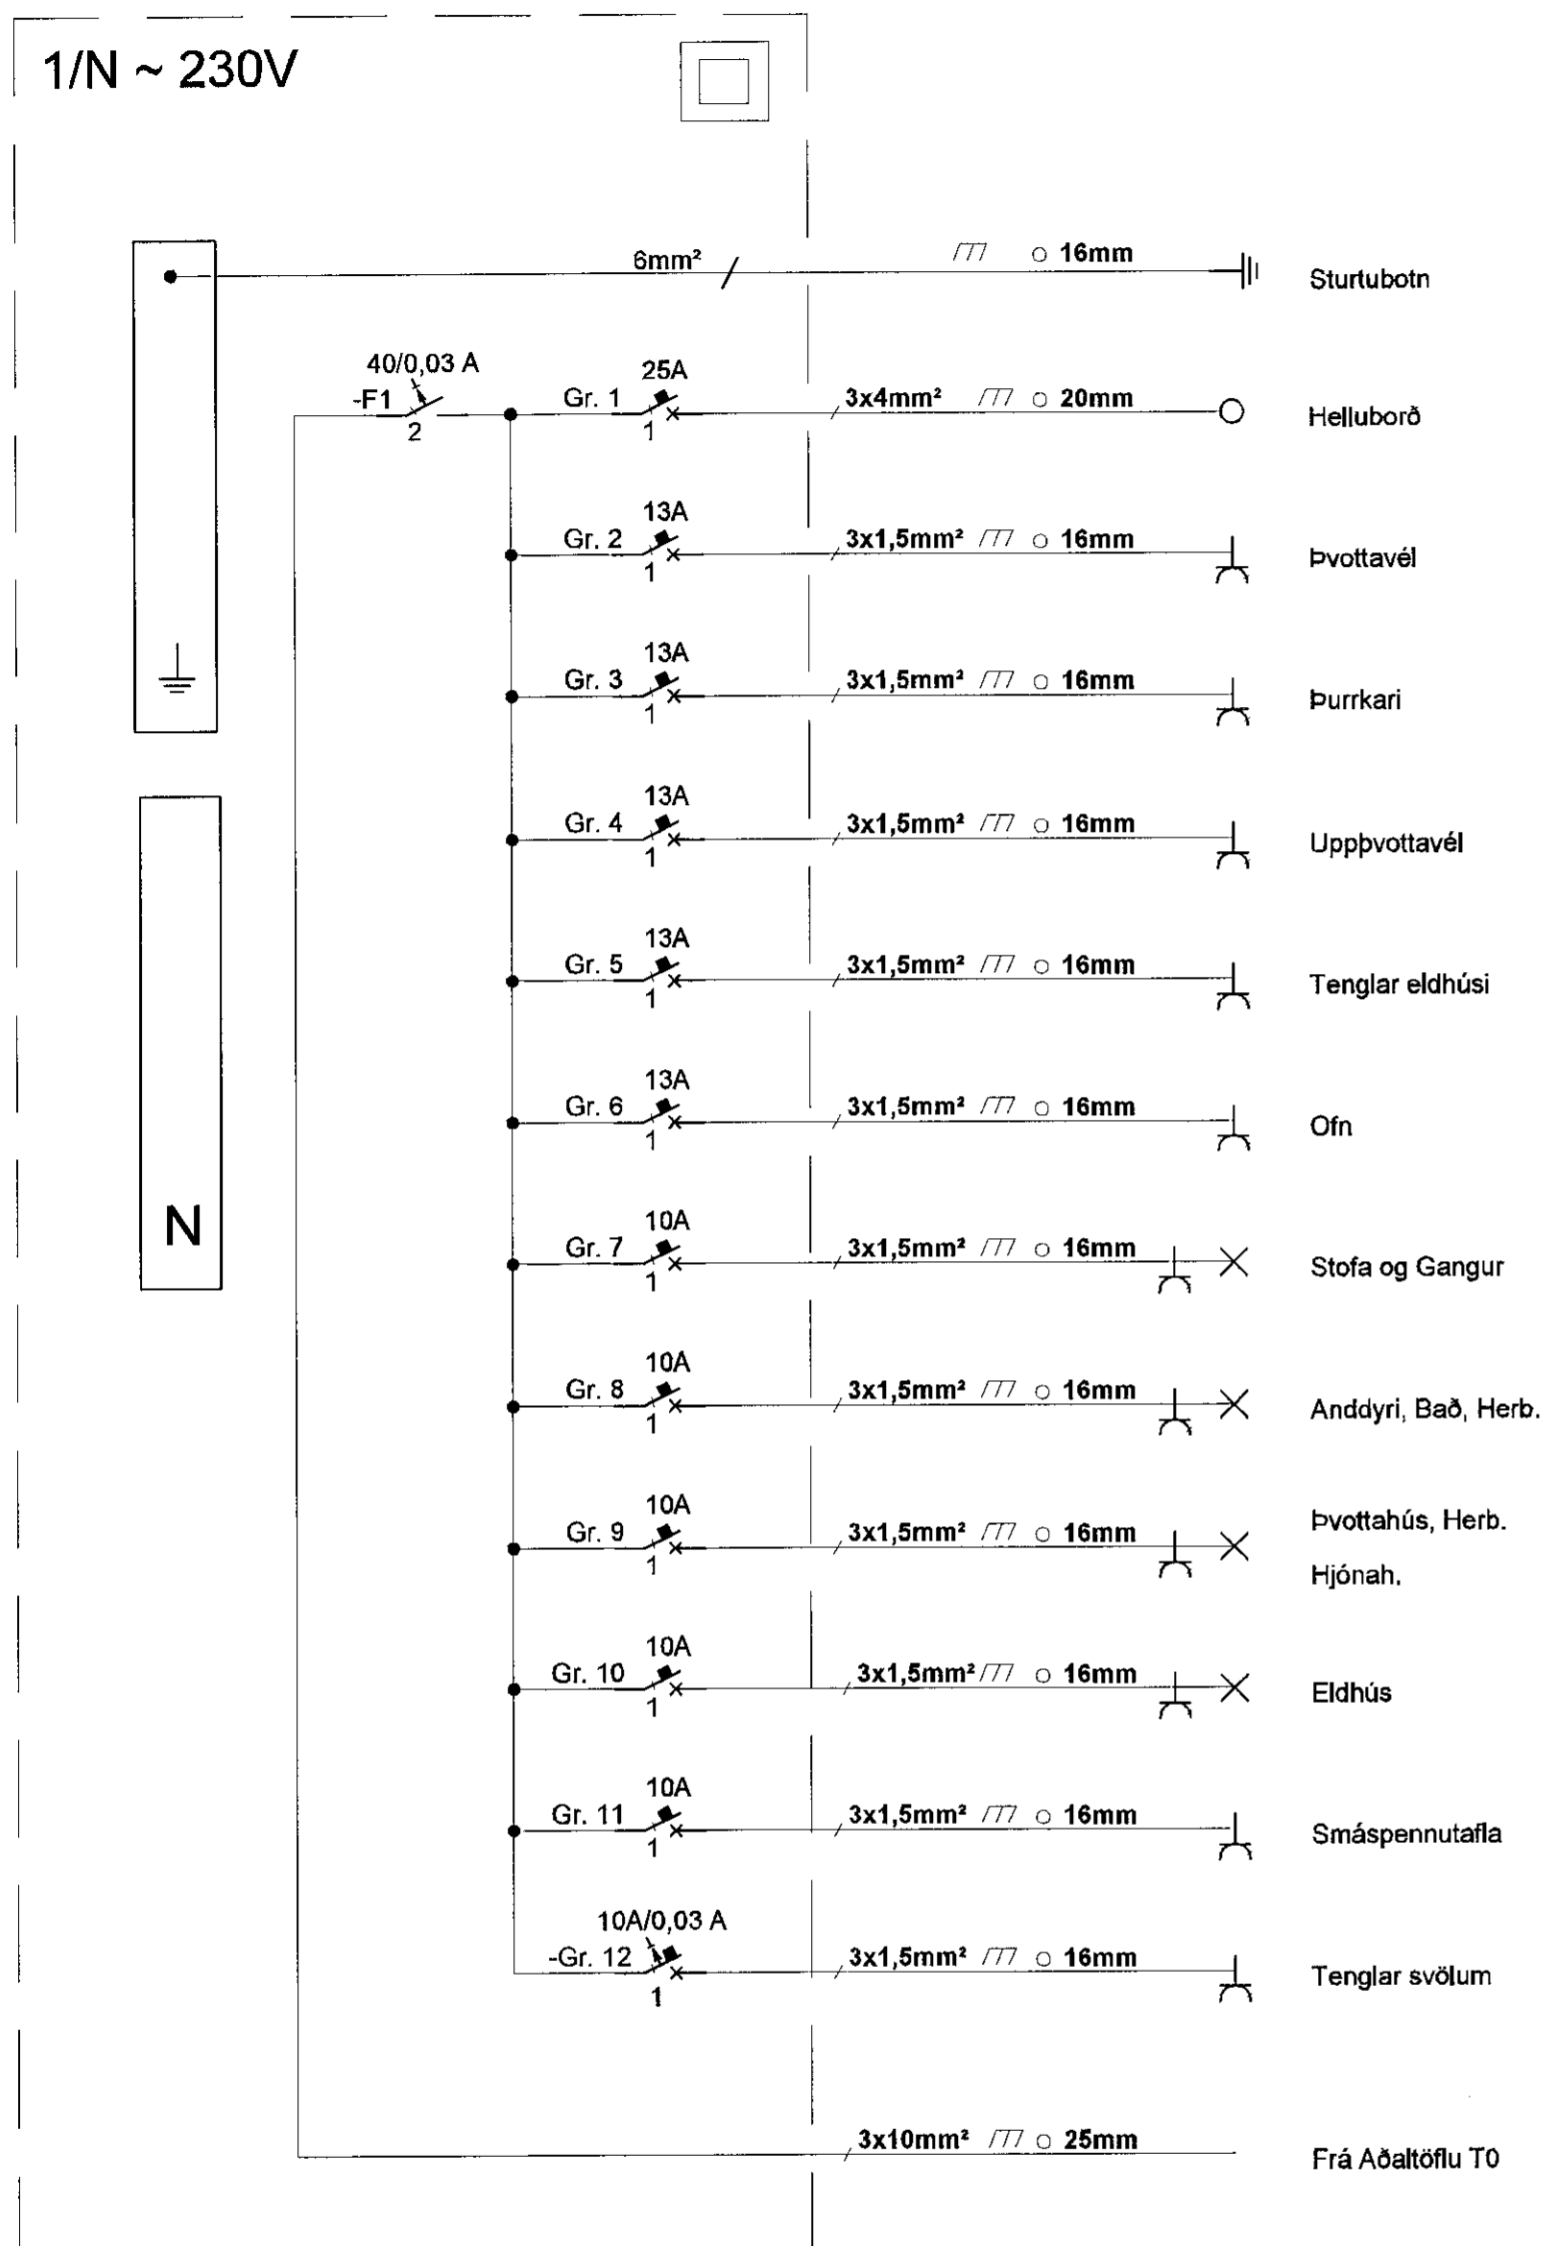 1/N ~ 230V
6mm² 16mm Sturtubotn
40/0,03 A
-F1
2
25A
Gr. 1 3x4mm² 20mm Helluborð
1
13A
Gr. 2 3x1,5mm² 16mm Þvottavél
1
13A
Gr. 3 3x1,5mm² 16mm Þurrkari
1
13A
Gr. 4 3x1,5mm² 16mm Uppþvottavél
1
13A
Gr. 5 3x1,5mm² 16mm Tenglar eldhúsi
1
13A
Gr. 6 3x1,5mm² 16mm Ofn
1
N
10A
Gr. 7 3x1,5mm² 16mm Stofa og Gangur
1
10A
Gr. 8 3x1,5mm² 16mm Anddyri, Bað, Herb.
1
10A
Gr. 9 3x1,5mm² 16mm Þvottahús, Herb.
Hjónah.
1
10A
Gr. 10 3x1,5mm² 16mm Eldhús
1
10A
Gr. 11 3x1,5mm² 16mm Smáspennutafla
1
10A/0,03 A
-Gr. 12 3x1,5mm² 16mm Tenglar svölum
1
3x10mm² 25mm Frá Aðaltöflu T0